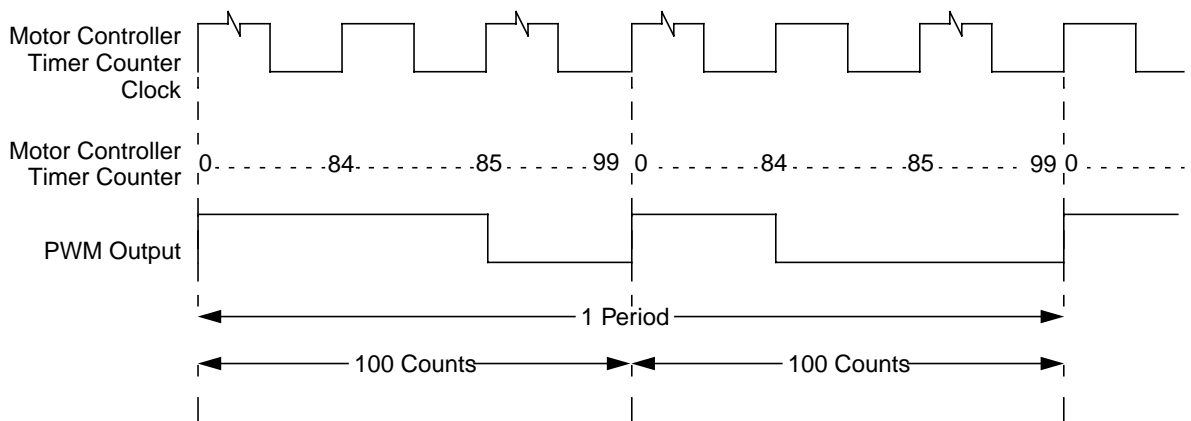 Motor Controller
Timer Counter
Clock
Motor Controller
Timer Counter
0 84 85 99 0 84 85 99 0
PWM Output
1 Period
100 Counts 100 Counts